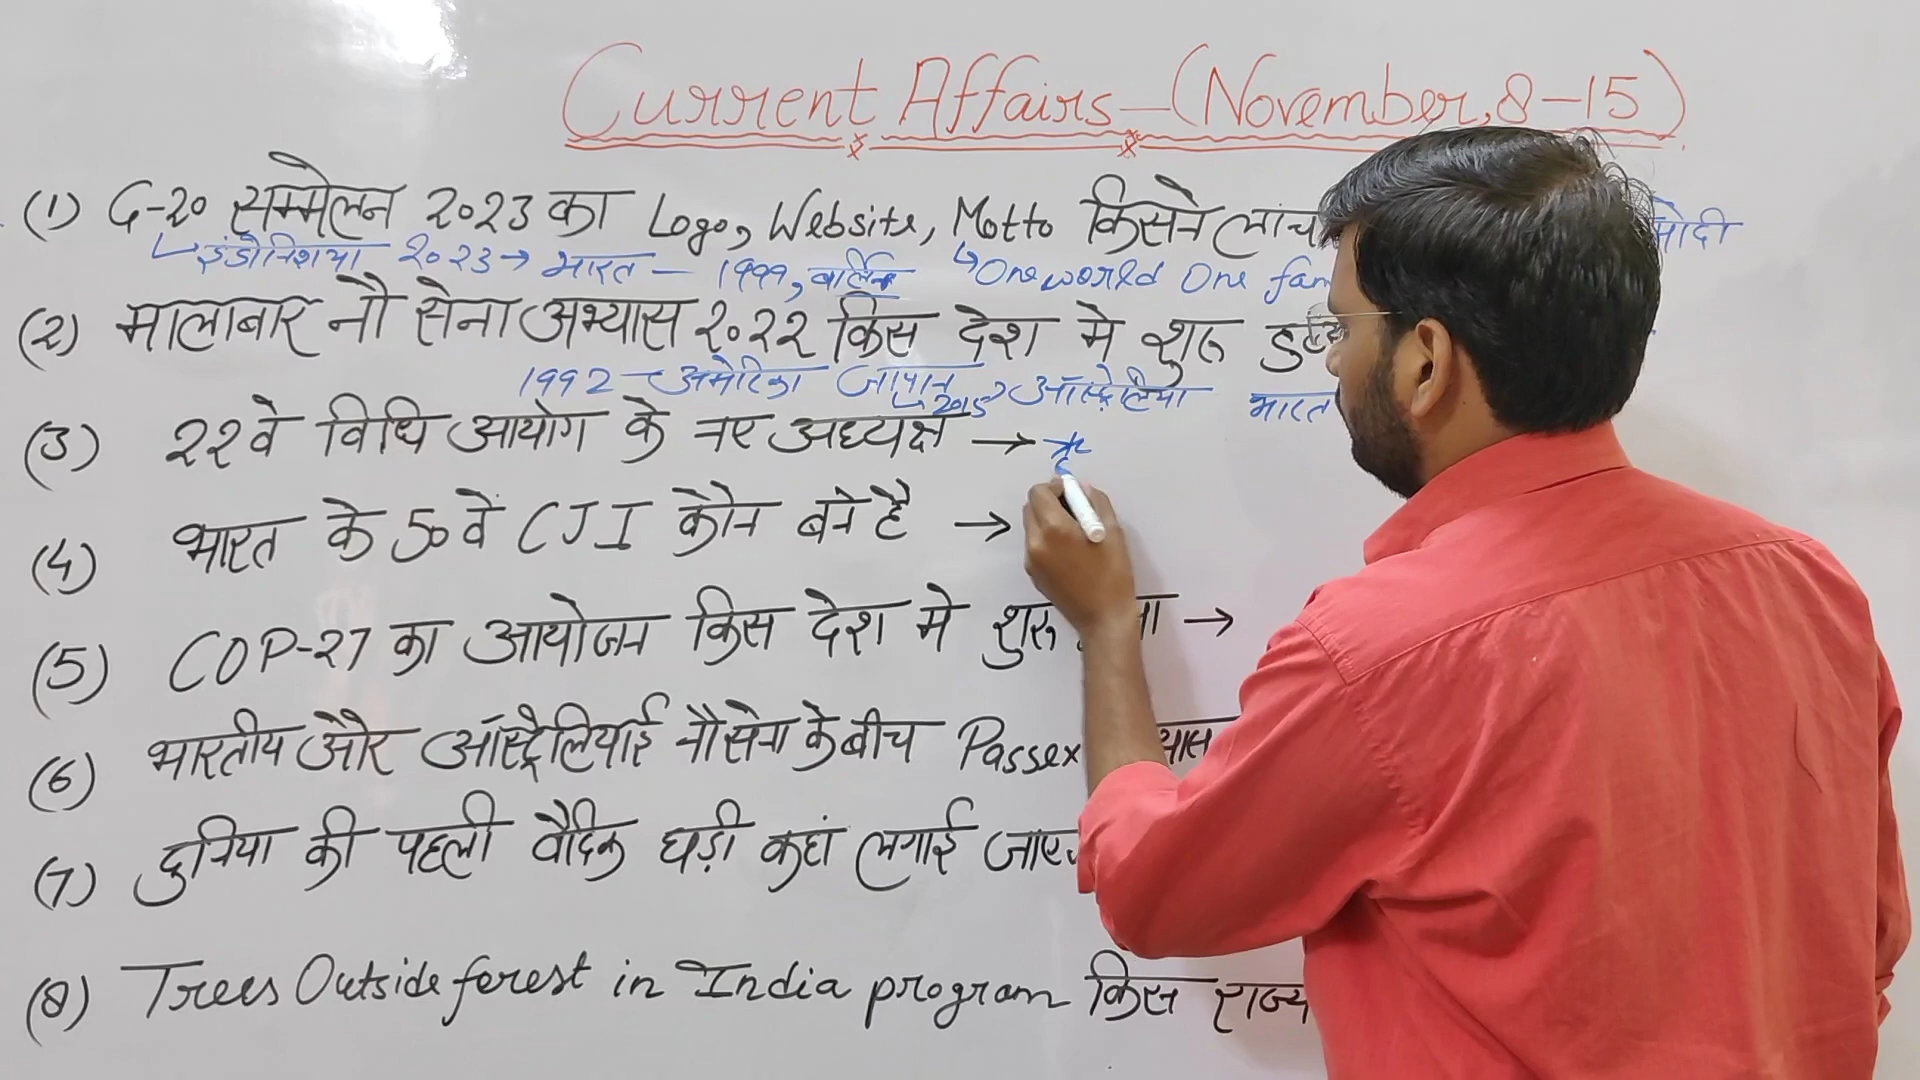 Current Affairs-(November, 8-15)
(1) G-20 सम्मेलन 2023 का Logo, Website, Motto किसने लांच मोदी
इंडोनेशिया 2023→ भारत - 1999, बर्लिन One world One fam
(2) मालाबार नौ सेना अभ्यास 2022 किस देश मे शुरू
1992 - अमेरिका जापान, ऑस्ट्रेलिया भारत
2015
(3) 22वे विधि आयोग के नए अध्यक्ष →
(4) भारत के 50वें CJI कौन बने है →
(5) COP-27 का आयोजन किस देश मे शुरू →
(6) भारतीय और ऑस्ट्रेलियाई नौसेना के बीच Passex
(7) दुनिया की पहली वैदिक घड़ी कहां लगाई
(8) Trees Outside forest in India program किस राज्य